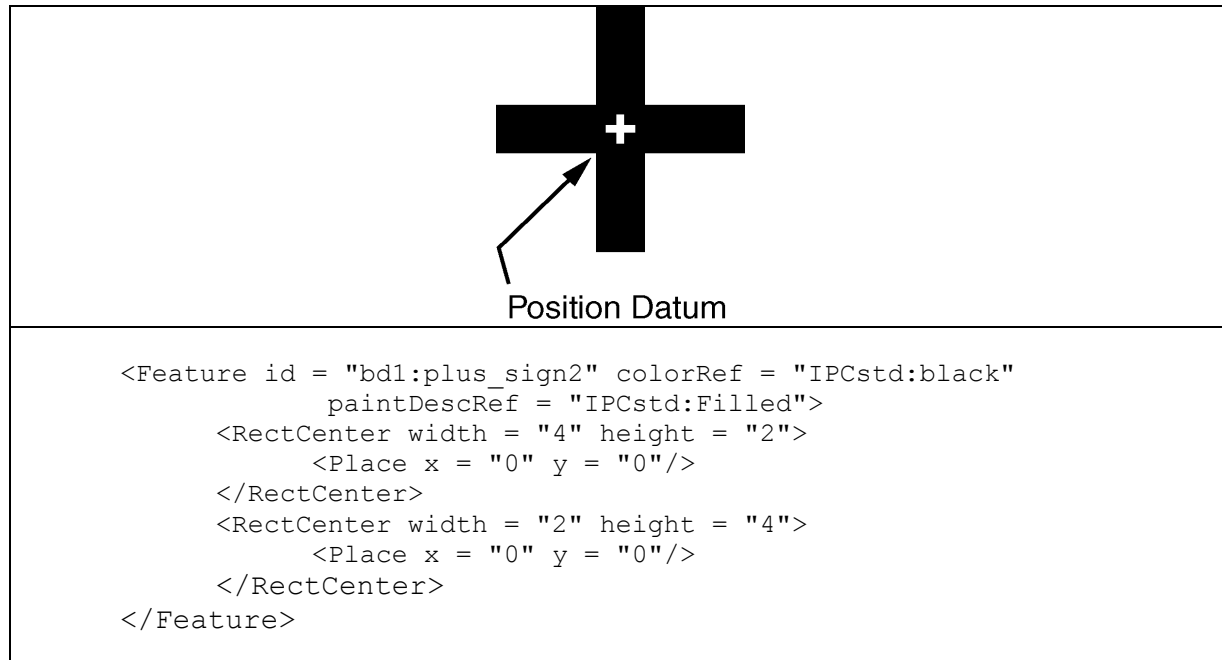 Position Datum
<Feature id = "bd1:plus_sign2" colorRef = "IPCstd:black"
paintDescRef = "IPCstd:Filled">
<RectCenter width = "4" height = "2">
<Place x = "0" y = "0"/>
</RectCenter>
<RectCenter width = "2" height = "4">
<Place x = "0" y = "0"/>
</RectCenter>
</Feature>